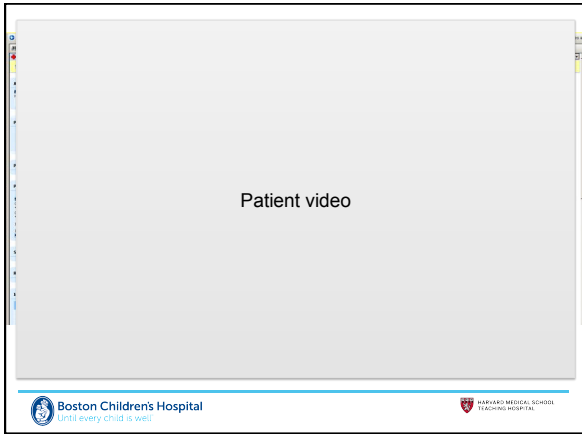 Patient video
Boston Children's Hospital
Until every child is well
HARVARD MEDICAL SCHOOL
TEACHING HOSPITAL